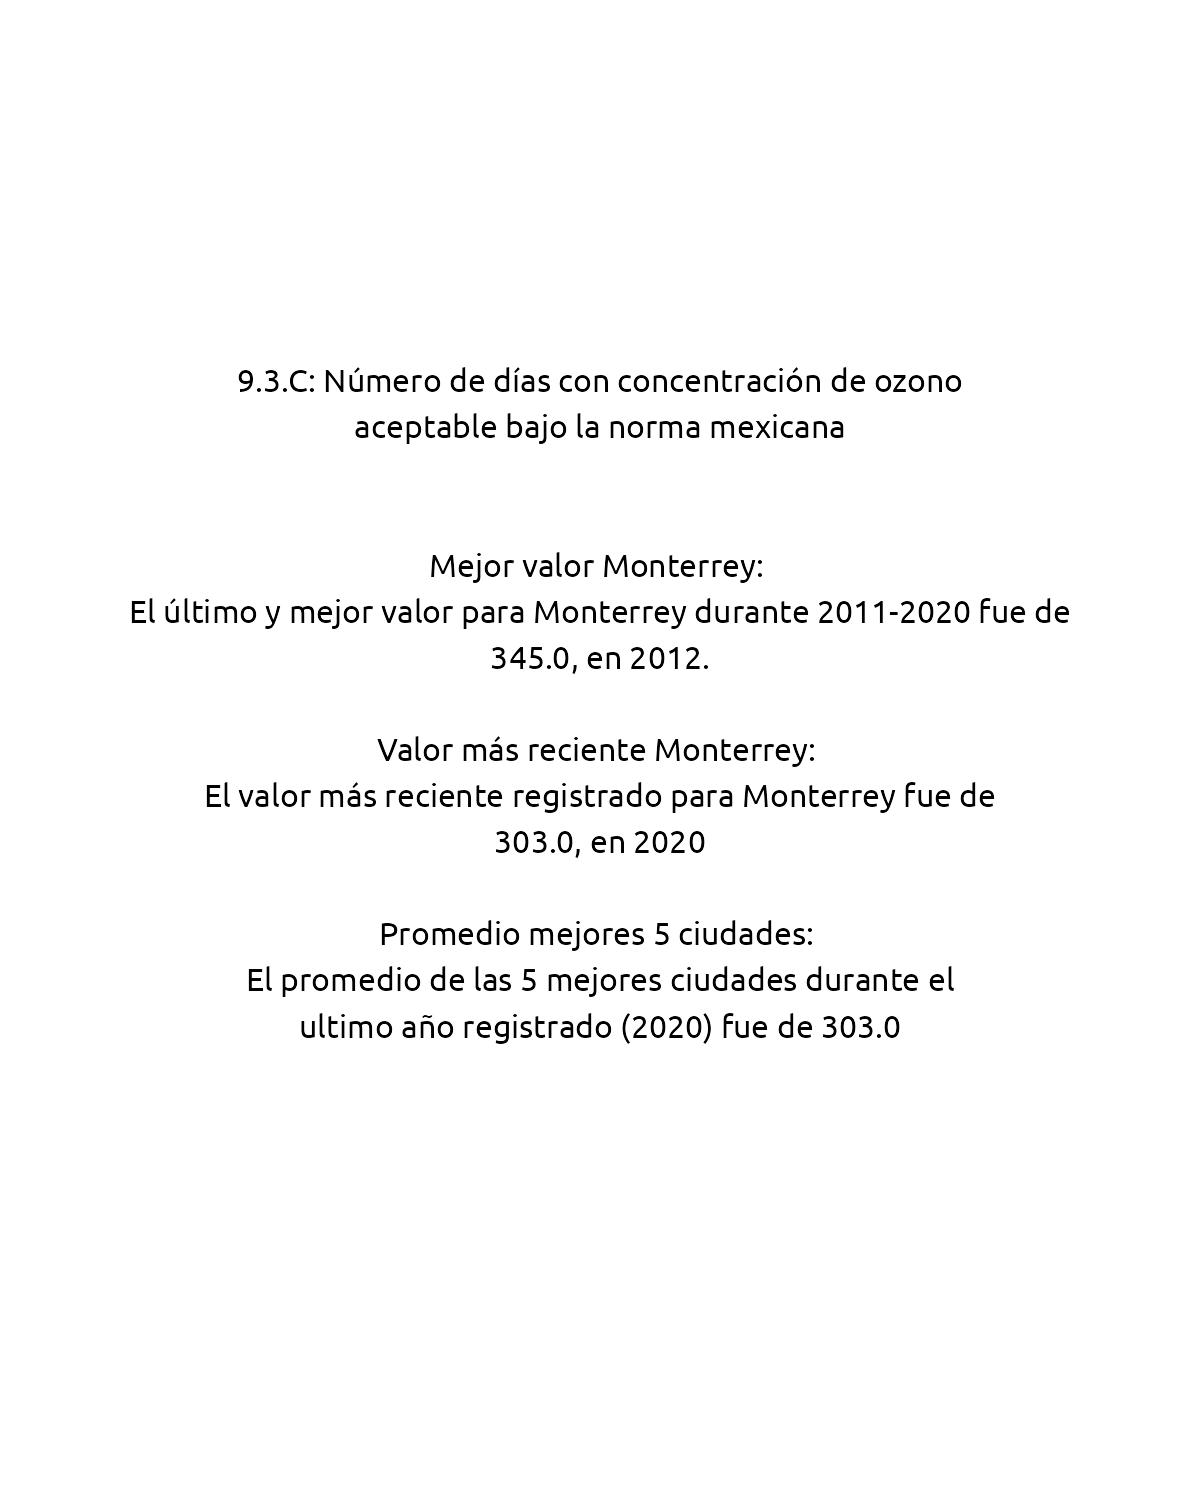 9.3.C: Número de días con concentración de ozono
aceptable bajo la norma mexicana
Mejor valor Monterrey:
El último y mejor valor para Monterrey durante 2011-2020 fue de
345.0, en 2012.
Valor más reciente Monterrey:
El valor más reciente registrado para Monterrey fue de
303.0, en 2020
Promedio mejores 5 ciudades:
El promedio de las 5 mejores ciudades durante el
ultimo año registrado (2020) fue de 303.0